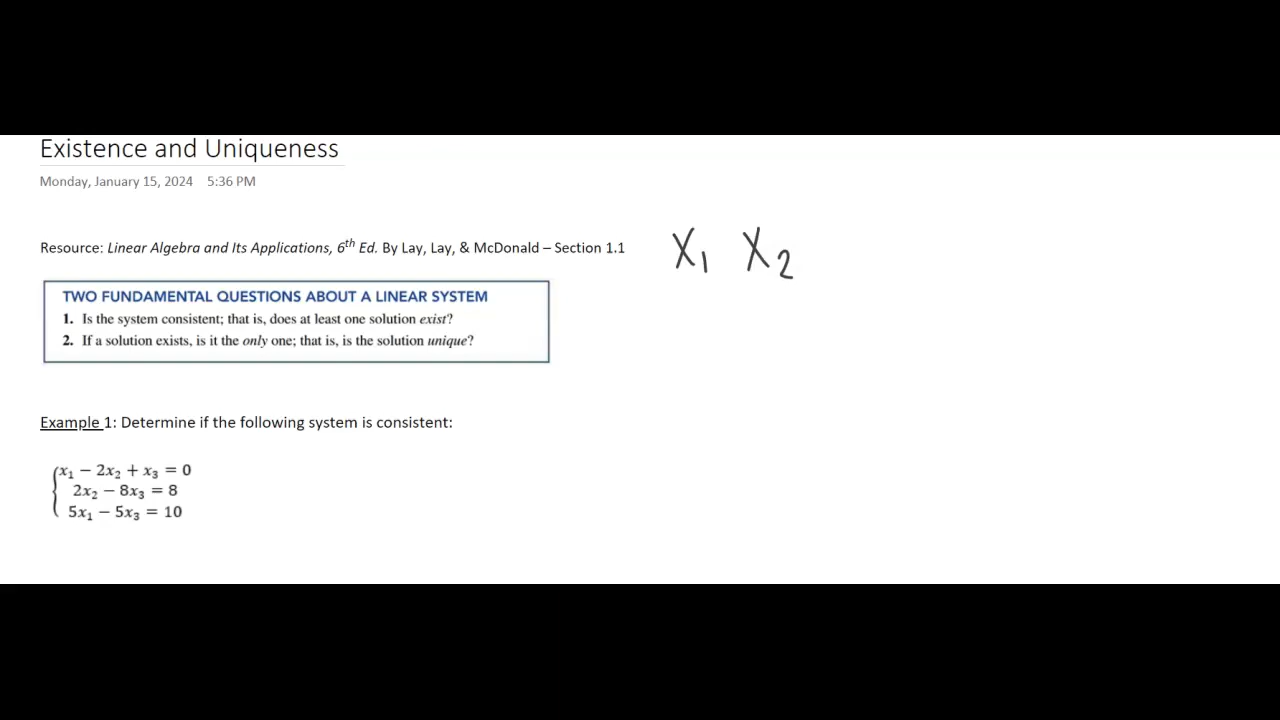 Existence and Uniqueness
Monday, January 15, 2024 5:36 PM
Resource: Linear Algebra and Its Applications, 6th Ed. By Lay, Lay, & McDonald – Section 1.1
X₁ X₂
TWO FUNDAMENTAL QUESTIONS ABOUT A LINEAR SYSTEM
1. Is the system consistent; that is, does at least one solution exist?
2. If a solution exists, is it the only one; that is, is the solution unique?
Example 1: Determine if the following system is consistent:
x₁ − 2x₂ + x₃ = 0
2x₂ − 8x₃ = 8
5x₁ − 5x₃ = 10